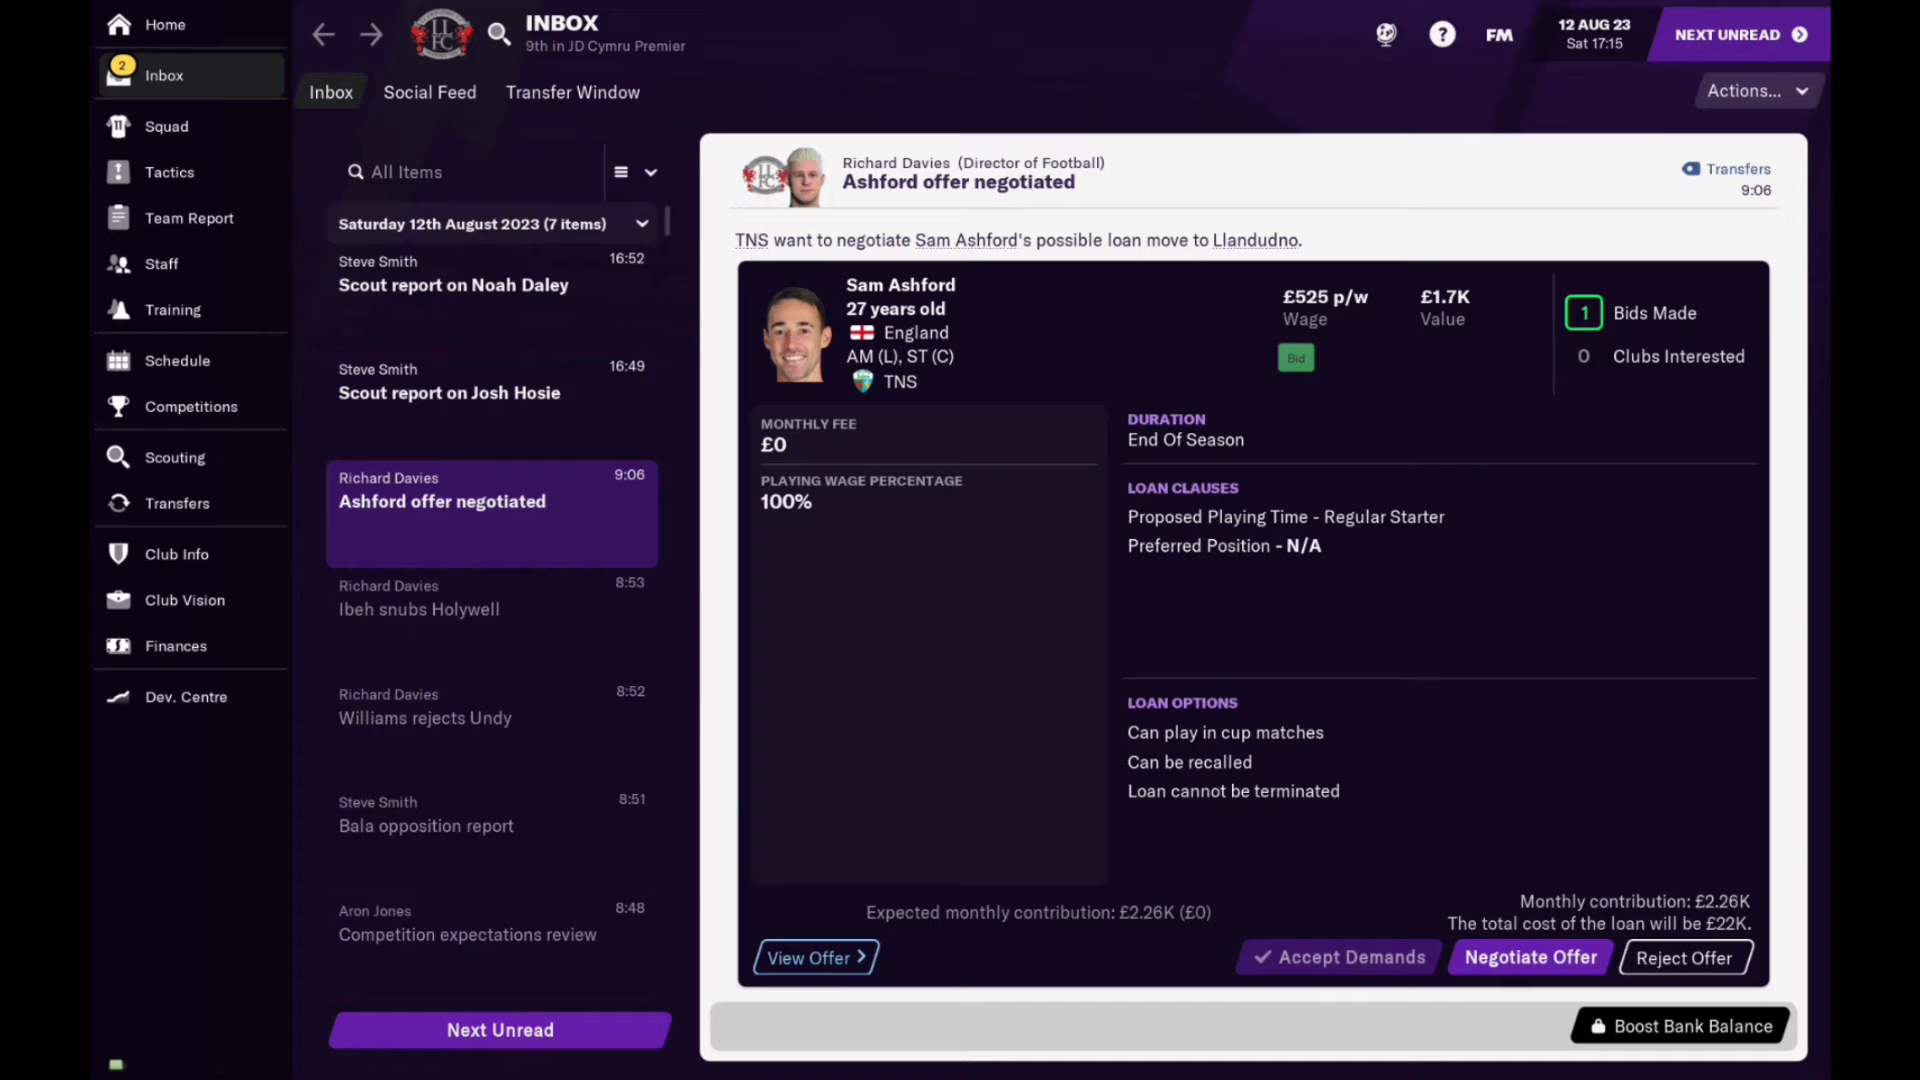 Home
2
Inbox
Squad
Tactics
Team Report
Staff
Training
Schedule
Competitions
Scouting
Transfers
Club Info
Club Vision
Finances
Dev. Centre
INBOX
9th in JD Cymru Premier
?
FM
12 AUG 23
Sat 17:15
NEXT UNREAD
Inbox Social Feed Transfer Window
Actions...
All Items
Saturday 12th August 2023 (7 items)
Steve Smith 16:52
Scout report on Noah Daley
Steve Smith 16:49
Scout report on Josh Hosie
Richard Davies 9:06
Ashford offer negotiated
Richard Davies 8:53
Ibeh snubs Holywell
Richard Davies 8:52
Williams rejects Undy
Steve Smith 8:51
Bala opposition report
Aron Jones 8:48
Competition expectations review
Next Unread
Richard Davies (Director of Football)
Ashford offer negotiated
Transfers
9:06
TNS want to negotiate Sam Ashford's possible loan move to Llandudno.
Sam Ashford
27 years old
England
AM (L), ST (C)
TNS
£525 p/w £1.7K
Wage Value
Bid
1 Bids Made
0 Clubs Interested
MONTHLY FEE
£0
PLAYING WAGE PERCENTAGE
100%
DURATION
End Of Season
LOAN CLAUSES
Proposed Playing Time - Regular Starter
Preferred Position - N/A
LOAN OPTIONS
Can play in cup matches
Can be recalled
Loan cannot be terminated
Expected monthly contribution: £2.26K (£0)
Monthly contribution: £2.26K
The total cost of the loan will be £22K.
View Offer
Accept Demands
Negotiate Offer
Reject Offer
Boost Bank Balance